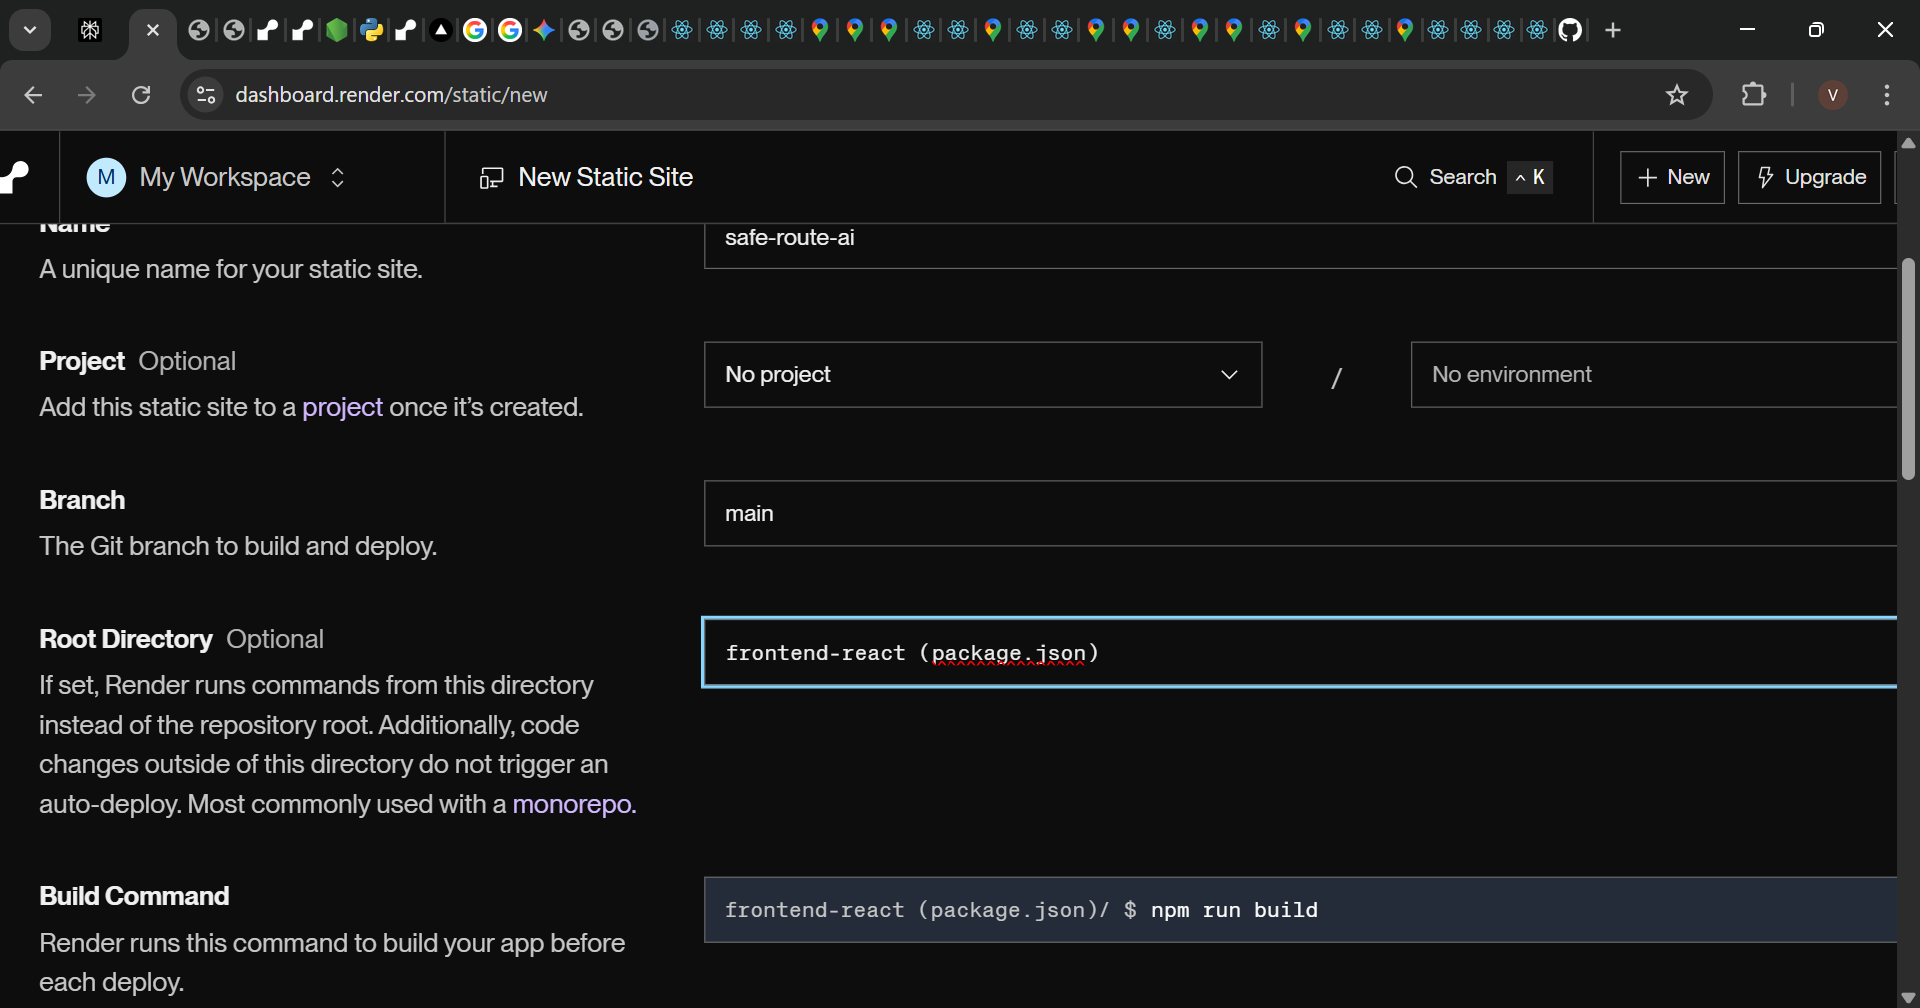 dashboard.render.com/static/new
V
M My Workspace
New Static Site
Search ^ K
+ New
Upgrade
Name
safe-route-ai
A unique name for your static site.
Project Optional
No project
/
No environment
Add this static site to a project once it's created.
Branch
main
The Git branch to build and deploy.
Root Directory Optional
frontend-react (package.json)
If set, Render runs commands from this directory
instead of the repository root. Additionally, code
changes outside of this directory do not trigger an
auto-deploy. Most commonly used with a monorepo.
Build Command
frontend-react (package.json)/ $ npm run build
Render runs this command to build your app before
each deploy.